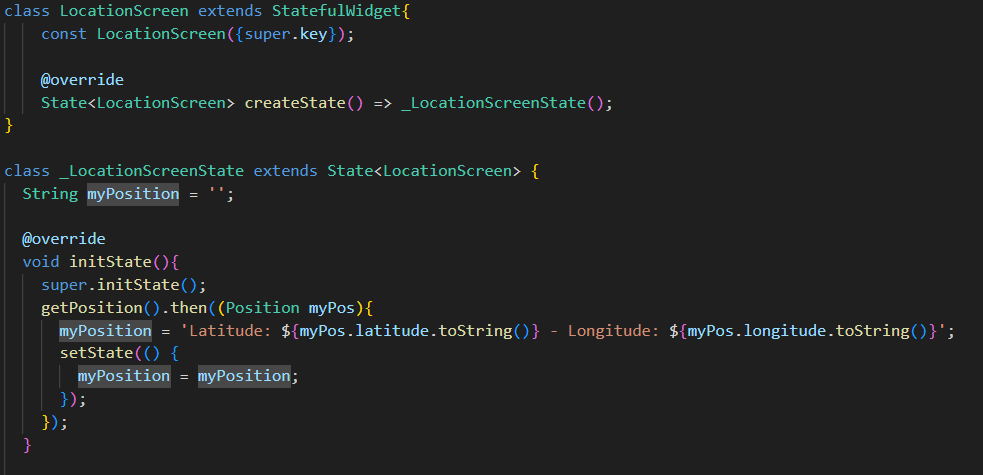 class LocationScreen extends StatefulWidget{
    const LocationScreen({super.key});

    @override
    State<LocationScreen> createState() => _LocationScreenState();
}

class _LocationScreenState extends State<LocationScreen> {
  String myPosition = '';

  @override
  void initState(){
    super.initState();
    getPosition().then((Position myPos){
      myPosition = 'Latitude: ${myPos.latitude.toString()} - Longitude: ${myPos.longitude.toString()}';
      setState(() {
        myPosition = myPosition;
      });
    });
  }